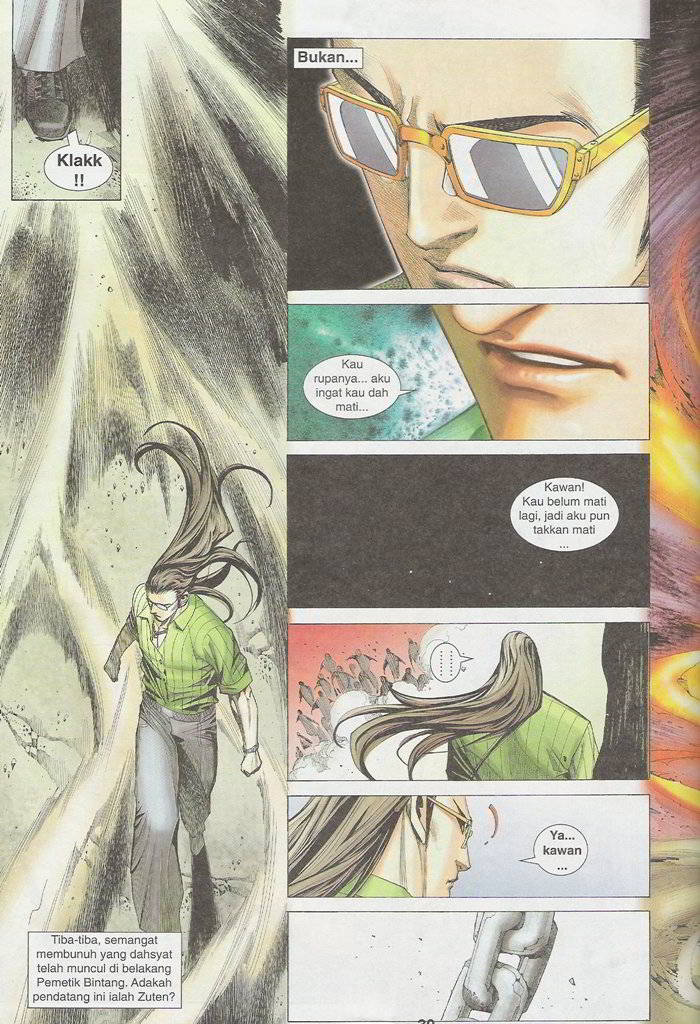 Klakk
!!
Tiba-tiba, semangat
membunuh yang dahsyat
telah muncul di belakang
Pemetik Bintang. Adakah
pendatang ini ialah Zuten?
Bukan...
Kau
rupanya... aku
ingat kau dah
mati...
Kawan!
Kau belum mati
lagi, jadi aku pun
takkan mati
...
......
Ya...
kawan
...